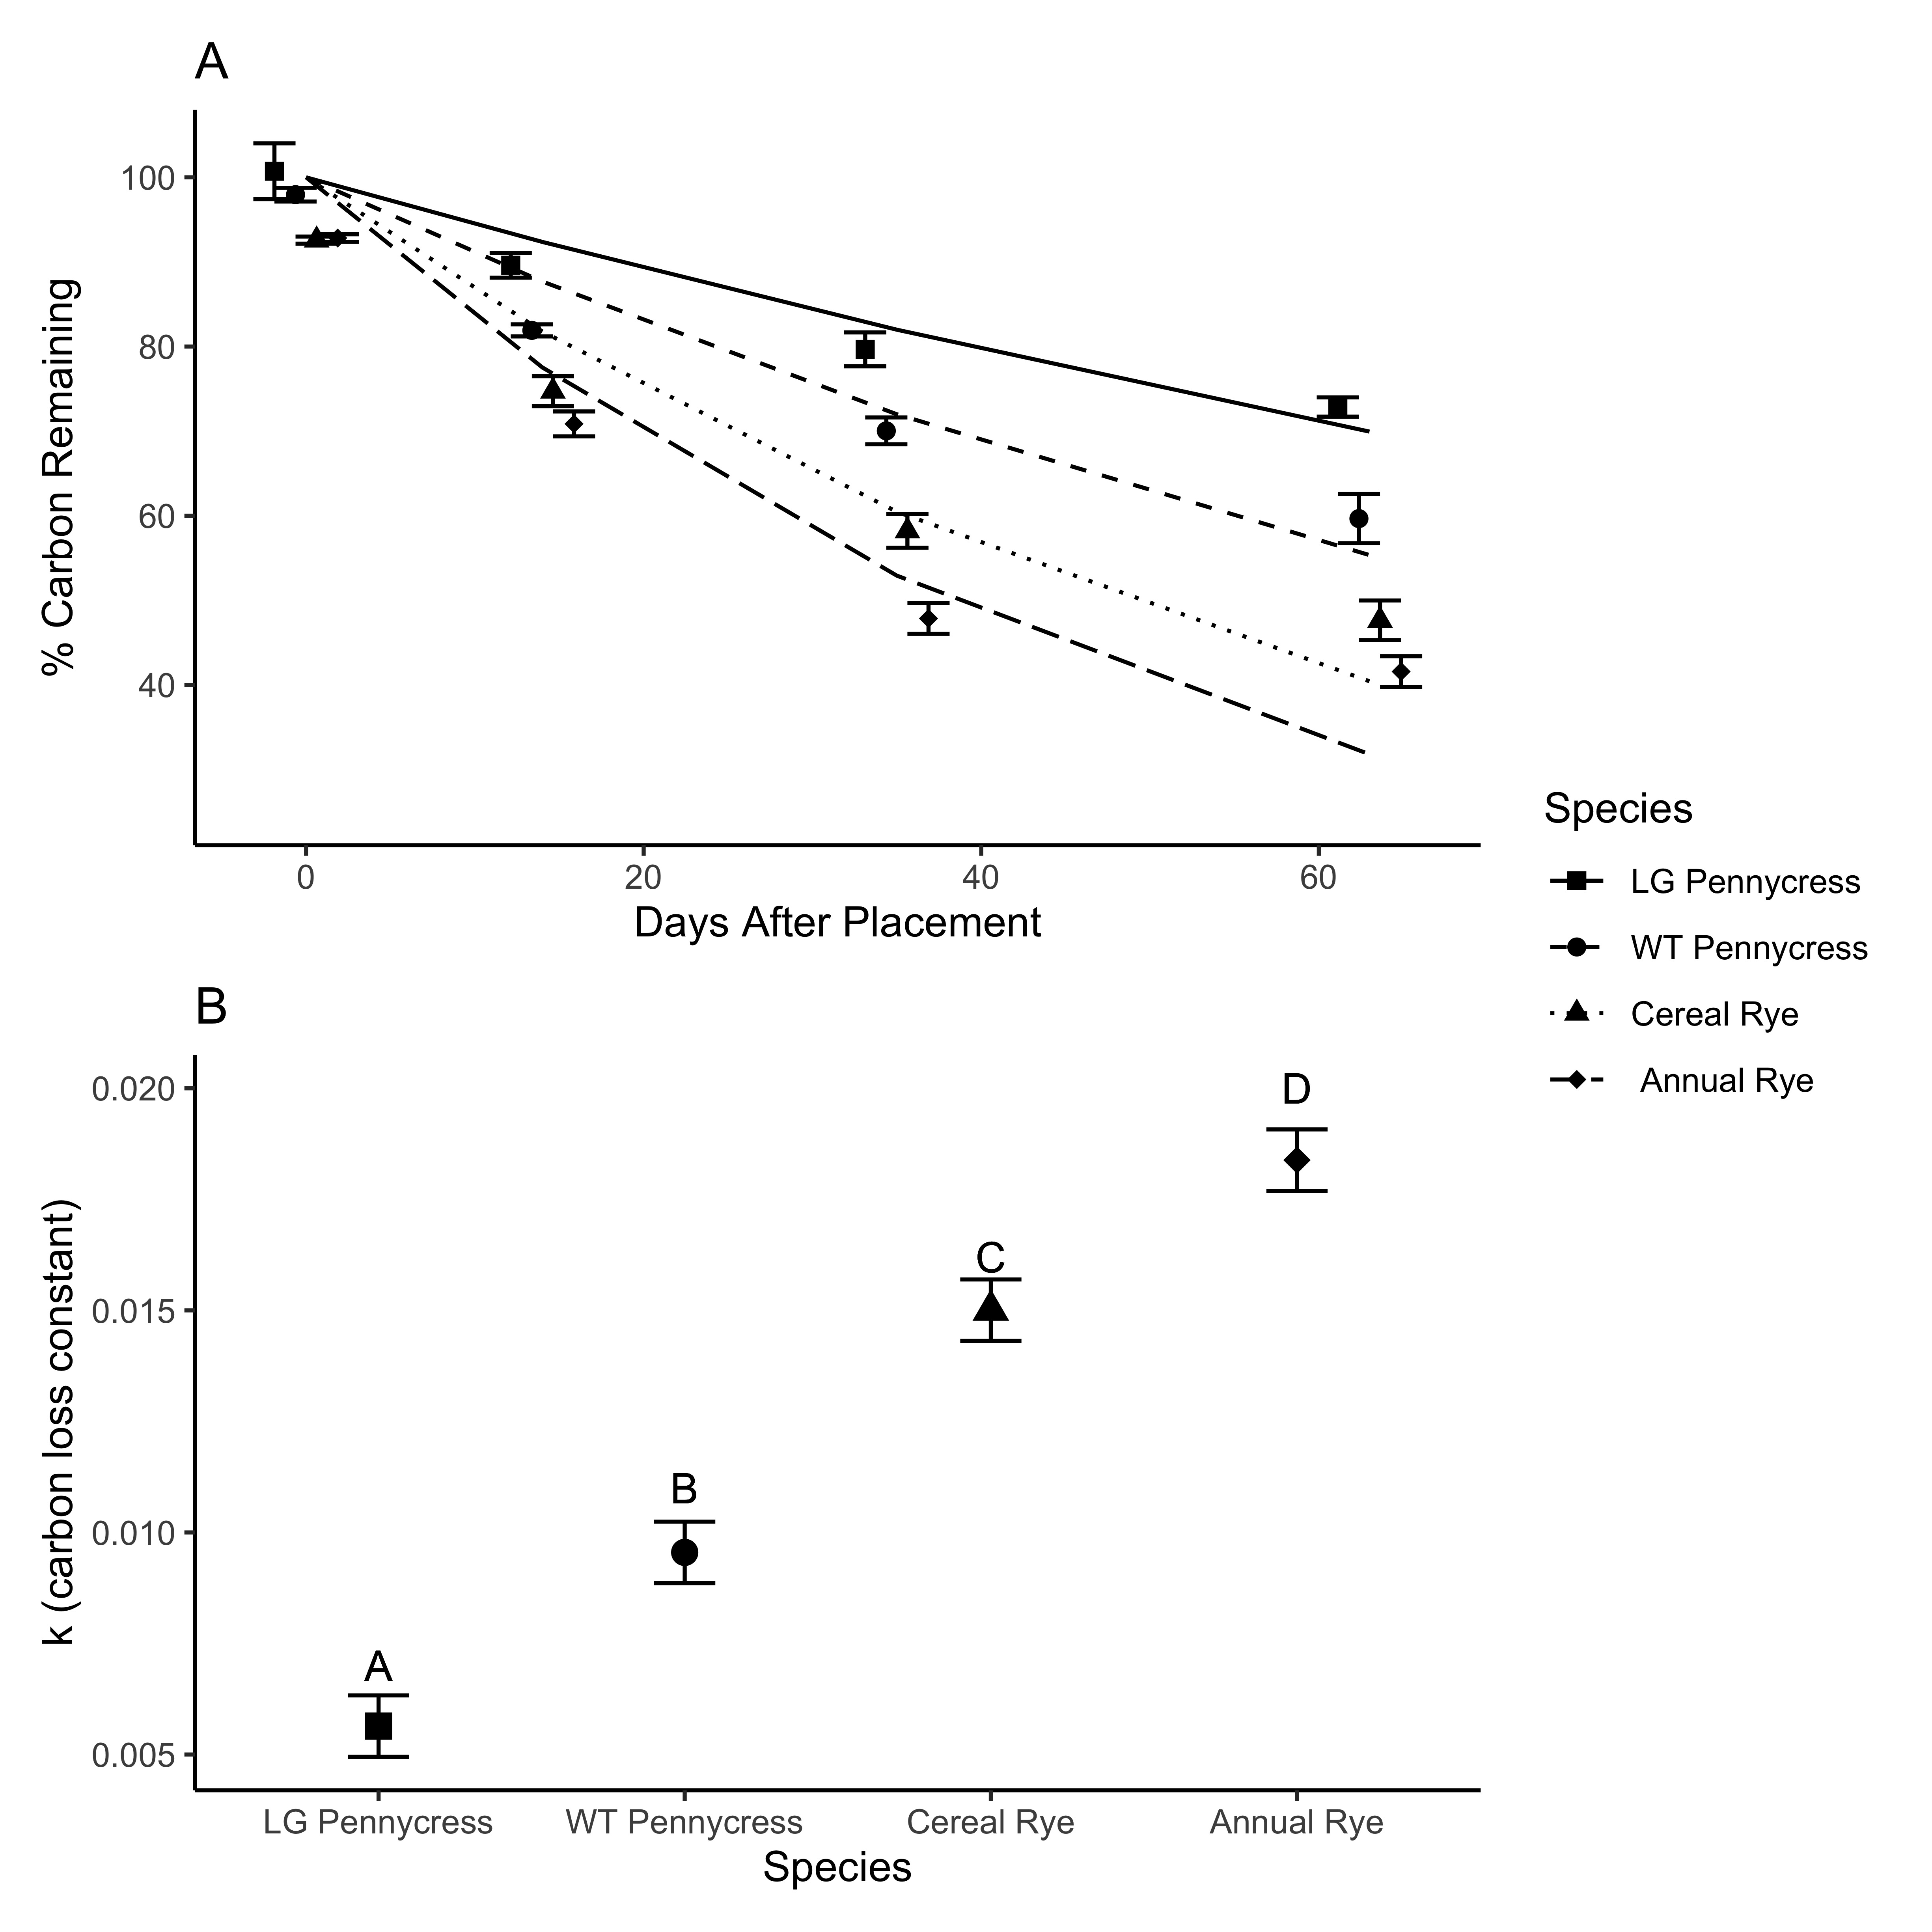 A
100
80
60
40
% Carbon Remaining
0 20 40 60
Days After Placement
Species
LG Pennycress
WT Pennycress
Cereal Rye
Annual Rye
B
0.020
0.015
0.010
0.005
k (carbon loss constant)
A
B
C
D
LG Pennycress WT Pennycress Cereal Rye Annual Rye
Species